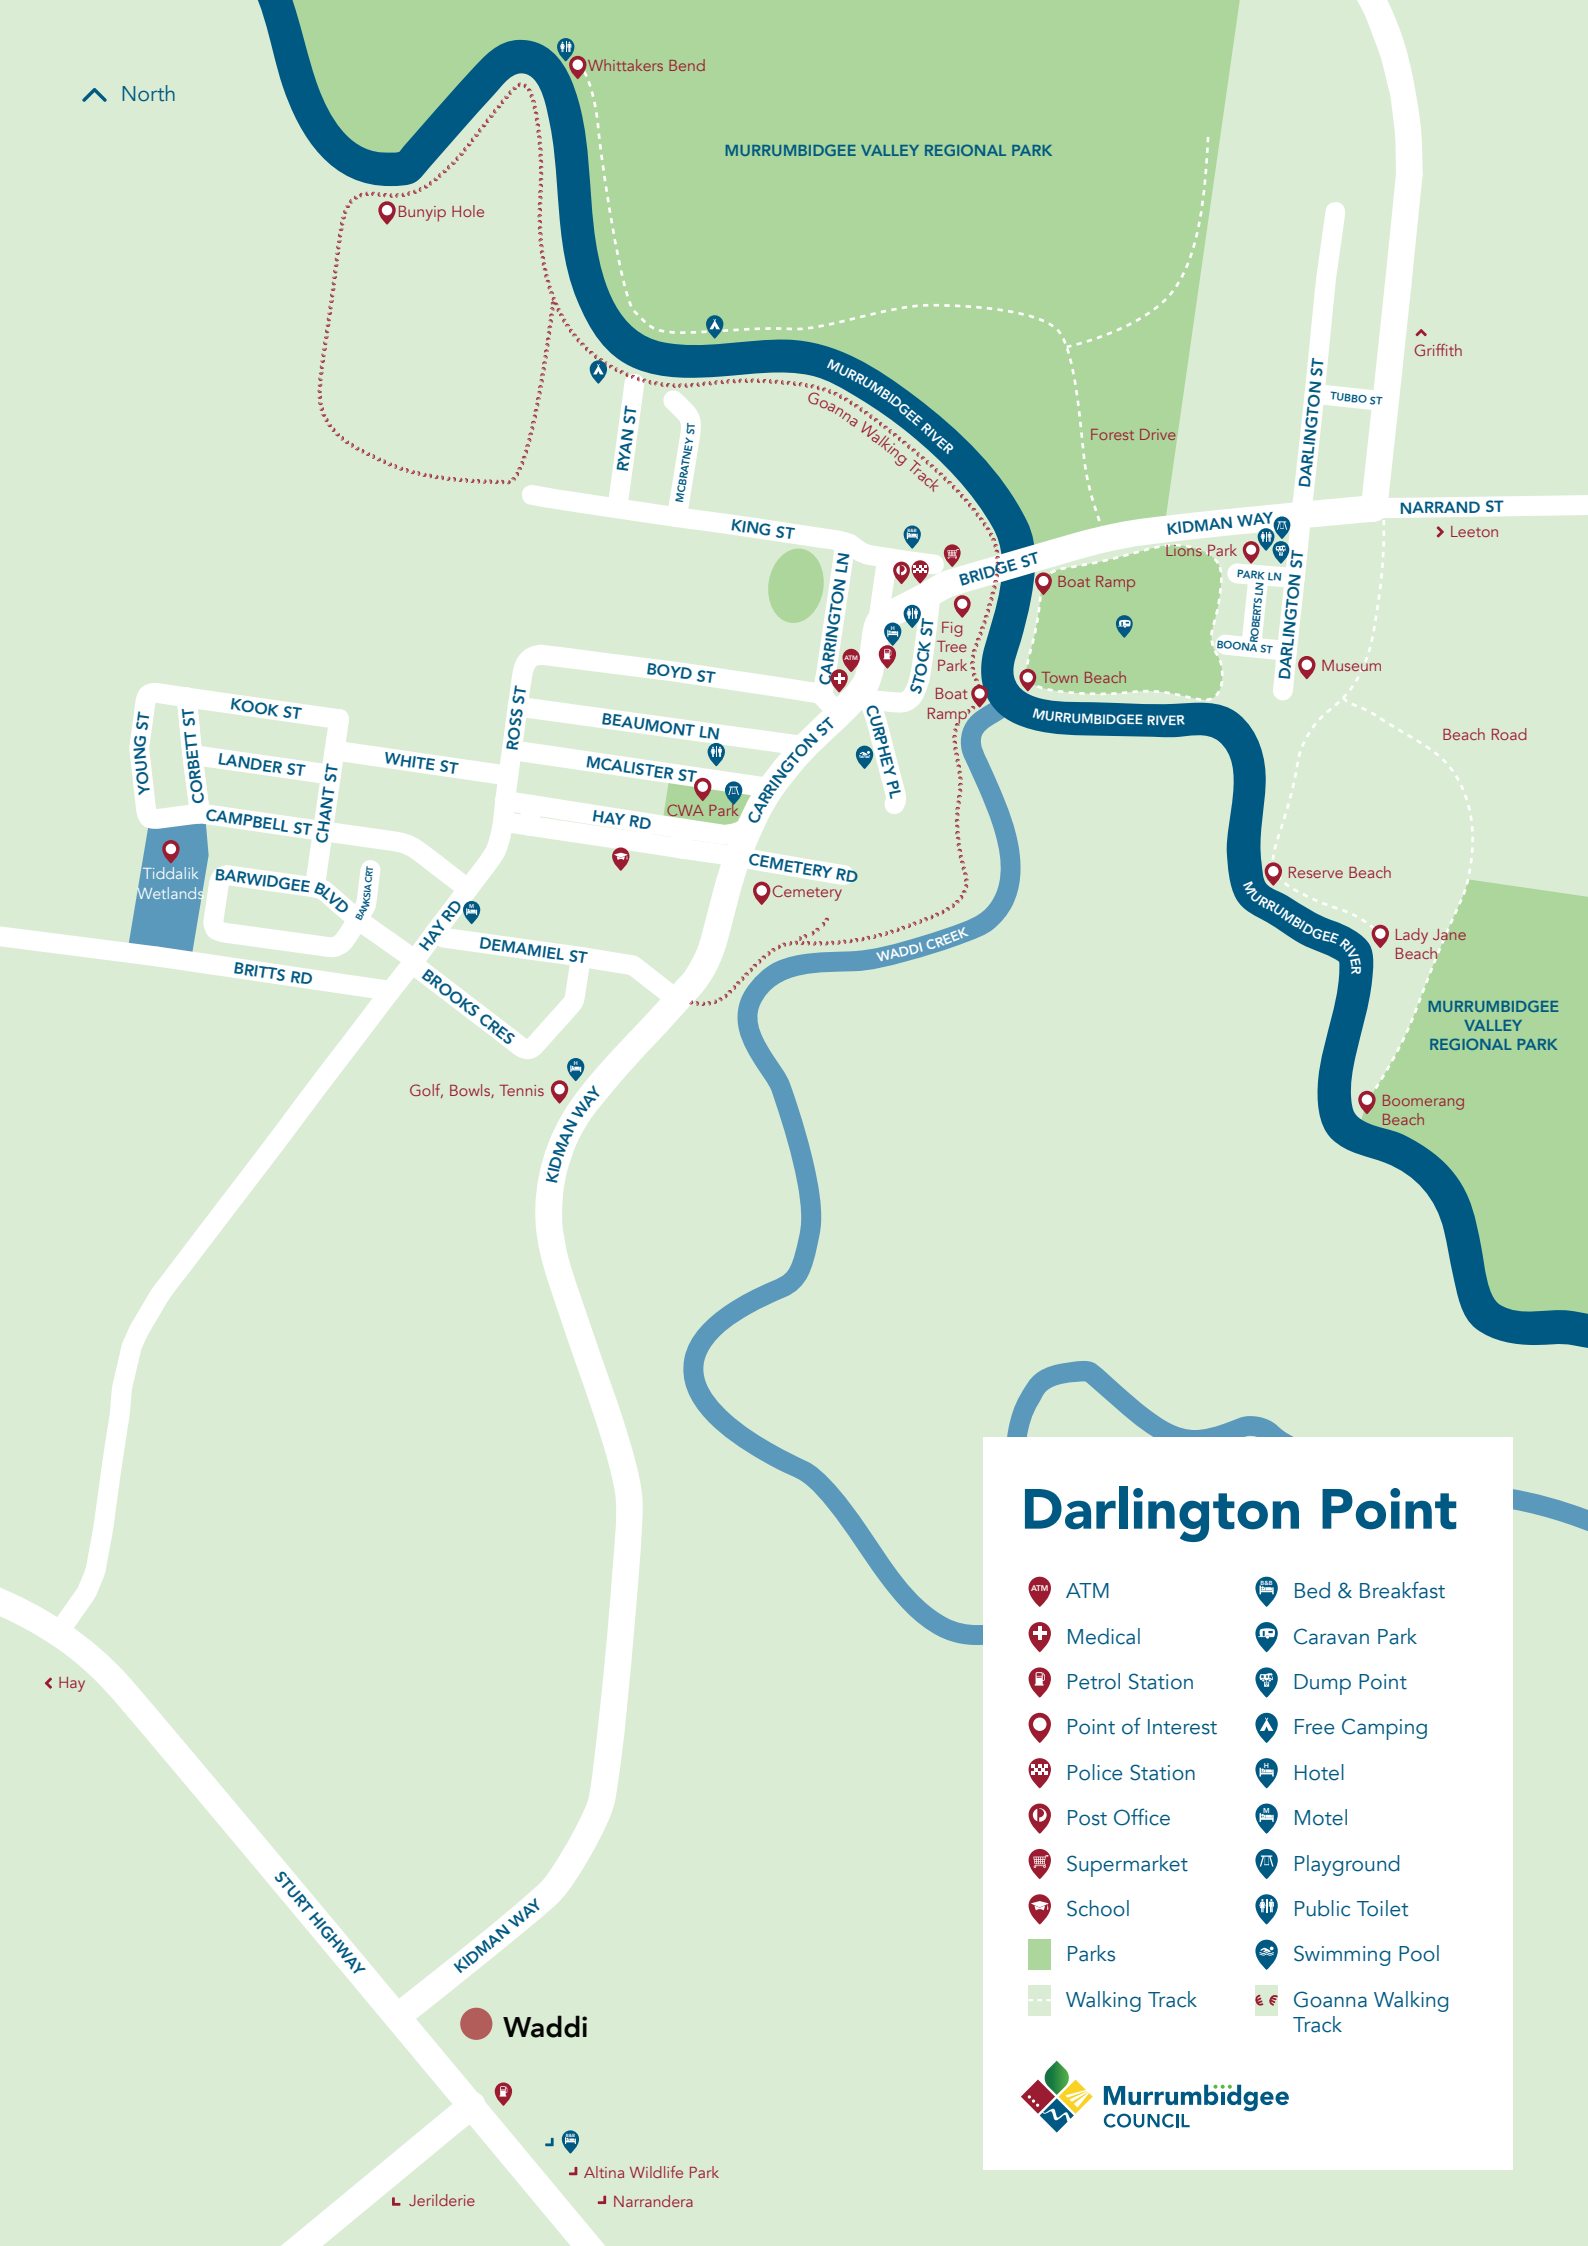 North
Whittakers Bend
MURRUMBIDGEE VALLEY REGIONAL PARK
Bunyip Hole
Griffith
MURRUMBIDGEE RIVER
Goanna Walking Track
RYAN ST
MCBRATNEY ST
Forest Drive
DARLINGTON ST
TUBBO ST
KING ST
KIDMAN WAY
NARRAND ST
Leeton
Lions Park
BRIDGE ST
PARK LN
ROBERTS LN
BOONA ST
DARLINGTON ST
Boat Ramp
CARRINGTON LN
Fig
Tree
Park
STOCK ST
ATM
Museum
Town Beach
Boat
Ramp
MURRUMBIDGEE RIVER
Beach Road
BOYD ST
ROSS ST
BEAUMONT LN
MCALISTER ST
CARRINGTON ST
CURPHEY PL
KOOK ST
YOUNG ST
CORBETT ST
LANDER ST
CHANT ST
WHITE ST
CWA Park
HAY RD
CAMPBELL ST
CEMETERY RD
Cemetery
Tiddalik
Wetlands
BARWIDGEE BLVD
BANKSIA CRT
HAY RD
DEMAMIEL ST
BRITTS RD
BROOKS CRES
WADDI CREEK
Reserve Beach
MURRUMBIDGEE RIVER
Lady Jane
Beach
MURRUMBIDGEE
VALLEY
REGIONAL PARK
Boomerang
Beach
Golf, Bowls, Tennis
KIDMAN WAY
Hay
STURT HIGHWAY
KIDMAN WAY
Waddi
Altina Wildlife Park
Jerilderie
Narrandera
Darlington Point
ATM
ATM
Medical
Petrol Station
Point of Interest
Police Station
Post Office
Supermarket
School
Parks
Walking Track
B&B
Bed & Breakfast
Caravan Park
Dump Point
Free Camping
H
Hotel
M
Motel
Playground
Public Toilet
Swimming Pool
Goanna Walking
Track
Murrumbidgee
COUNCIL